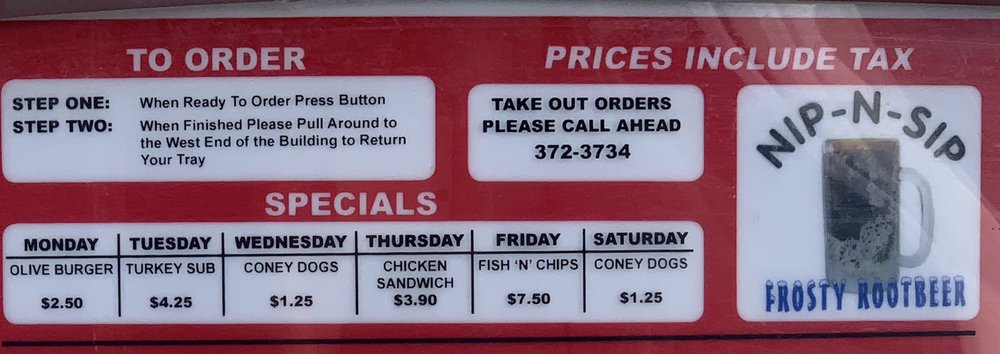 TO ORDER
STEP ONE: When Ready To Order Press Button
STEP TWO: When Finished Please Pull Around to
the West End of the Building to Return
Your Tray
PRICES INCLUDE TAX
TAKE OUT ORDERS
PLEASE CALL AHEAD
372-3734
NIP-N-SIP
FROSTY ROOTBEER
SPECIALS
MONDAY TUESDAY WEDNESDAY THURSDAY FRIDAY SATURDAY
OLIVE BURGER TURKEY SUB CONEY DOGS CHICKEN FISH 'N' CHIPS CONEY DOGS
SANDWICH
$2.50 $4.25 $1.25 $3.90 $7.50 $1.25